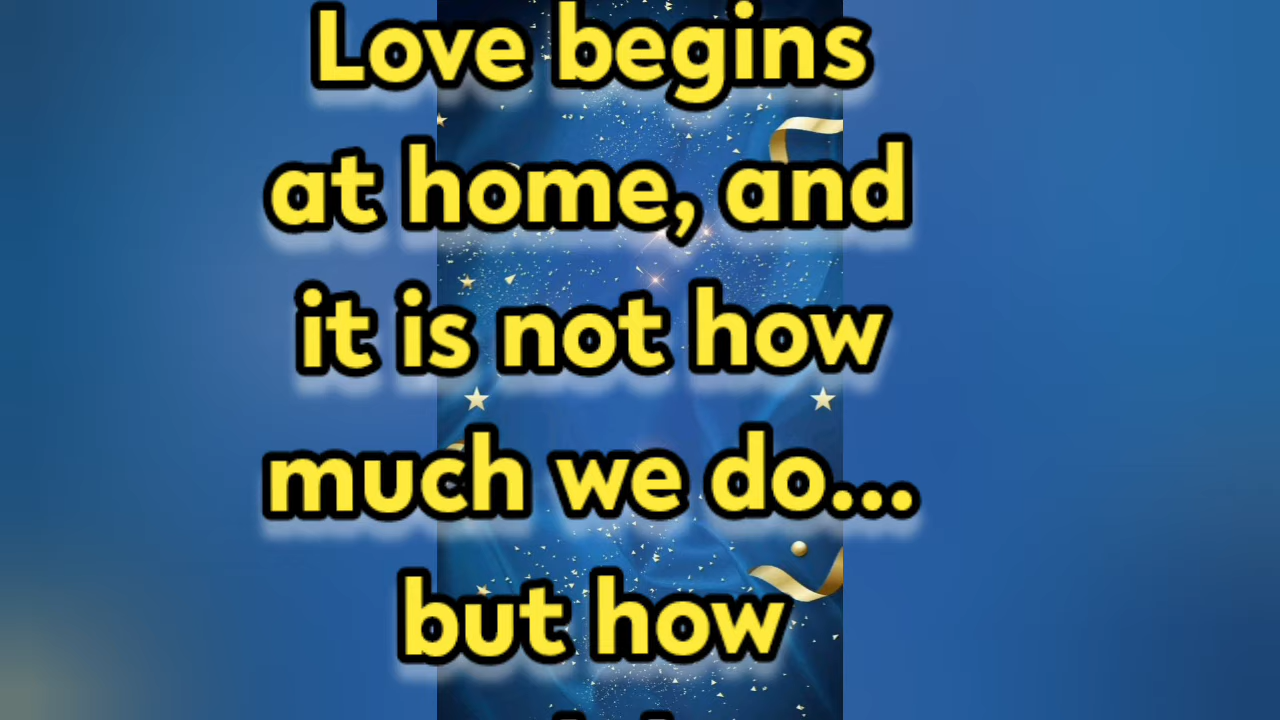 Love begins
at home, and
it is not how
much we do...
but how